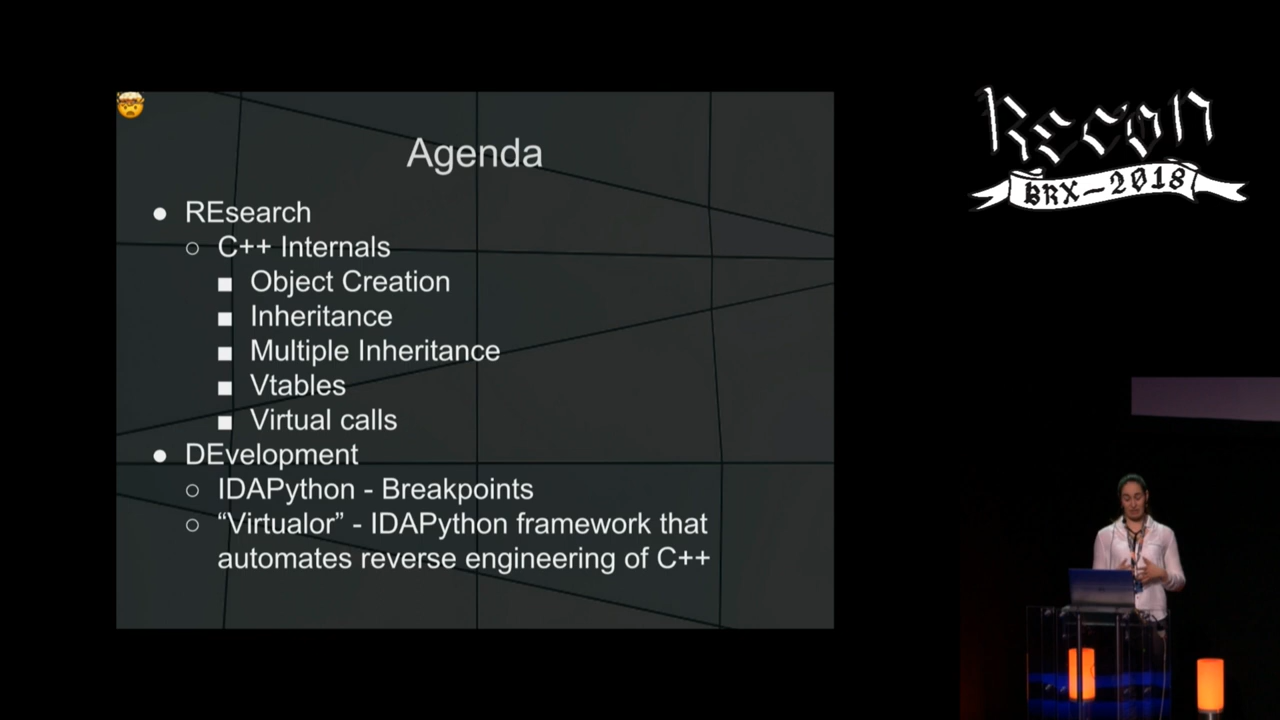 Agenda
● REsearch
○ C++ Internals
■ Object Creation
■ Inheritance
■ Multiple Inheritance
■ Vtables
■ Virtual calls
● DEvelopment
○ IDAPython - Breakpoints
○ “Virtualor” - IDAPython framework that
automates reverse engineering of C++
Recon
BRX-2018